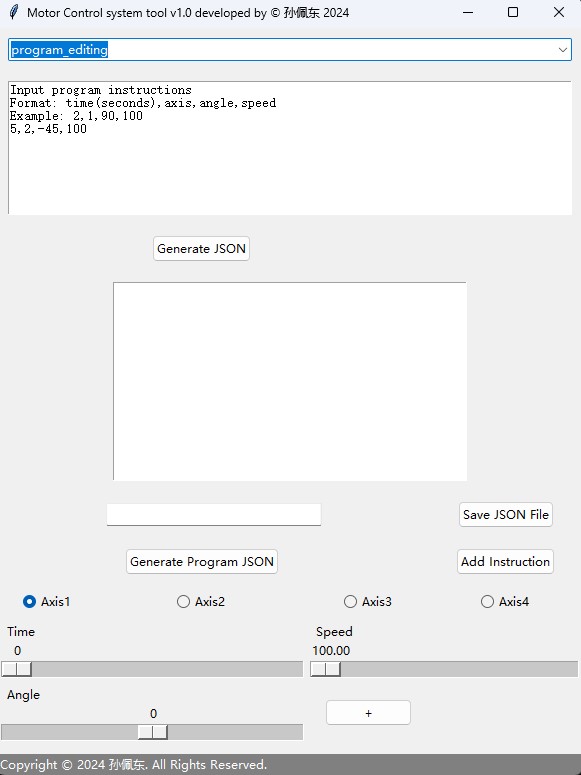 Motor Control system tool v1.0 developed by © 孙佩东 2024
program_editing
Input program instructions
Format: time(seconds),axis,angle,speed
Example: 2,1,90,100
5,2,-45,100
Generate JSON
Save JSON File
Generate Program JSON
Add Instruction
Axis1
Axis2
Axis3
Axis4
Time
Speed
0
100.00
Angle
0
+
Copyright © 2024 孙佩东. All Rights Reserved.